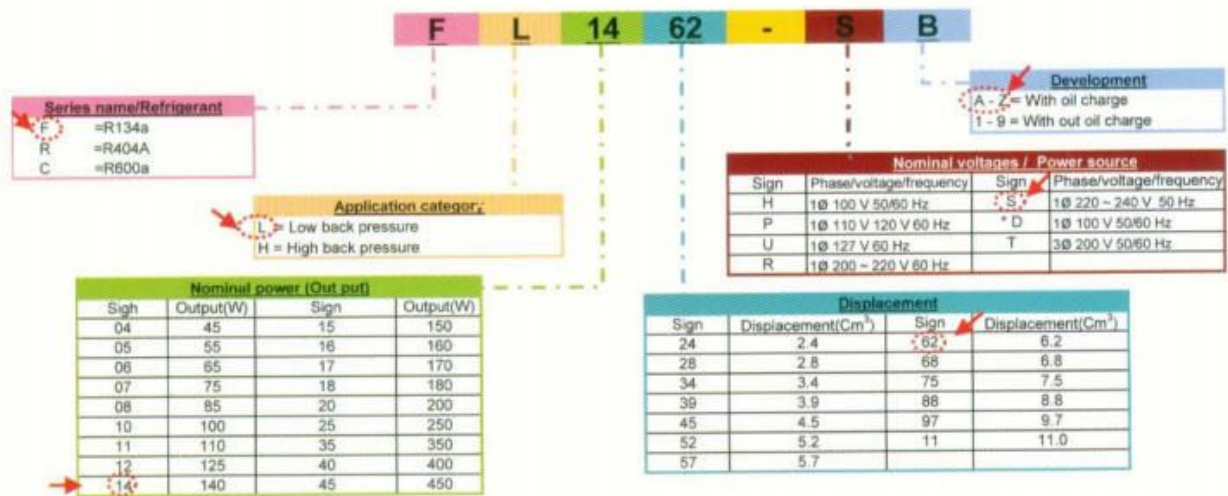 F L 14 62 - S B
Series name/Refrigerant
F =R134a
R =R404A
C =R600a
Development
A - Z = With oil charge
1 - 9 = With out oil charge
Application category
L = Low back pressure
H = High back pressure
Nominal voltages / Power source
Sign Phase/voltage/frequency Sign Phase/voltage/frequency
H 1Ø 100 V 50/60 Hz S 1Ø 220 ~ 240 V 50 Hz
P 1Ø 110 V 120 V 60 Hz * D 1Ø 100 V 50/60 Hz
U 1Ø 127 V 60 Hz T 3Ø 200 V 50/60 Hz
R 1Ø 200 ~ 220 V 60 Hz
Nominal power (Out put)
Sigh Output(W) Sign Output(W)
04 45 15 150
05 55 16 160
06 65 17 170
07 75 18 180
08 85 20 200
10 100 25 250
11 110 35 350
12 125 40 400
14 140 45 450
Displacement
Sign Displacement(Cm³) Sign Displacement(Cm³)
24 2.4 62 6.2
28 2.8 68 6.8
34 3.4 75 7.5
39 3.9 88 8.8
45 4.5 97 9.7
52 5.2 11 11.0
57 5.7